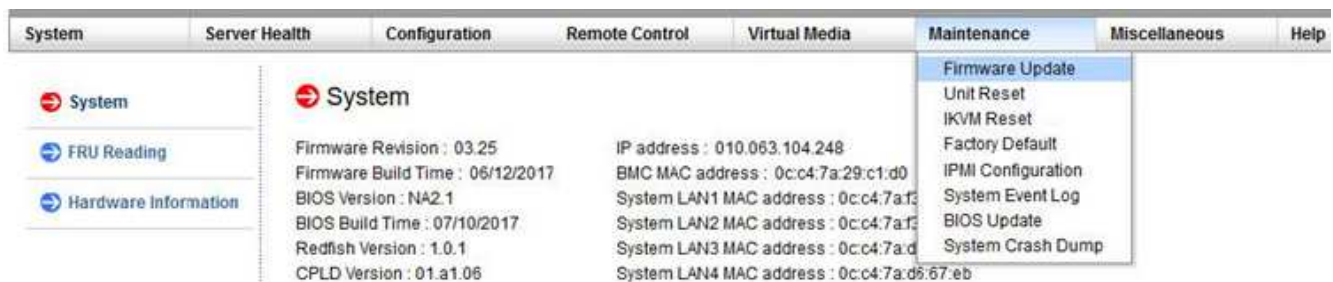 System Server Health Configuration Remote Control Virtual Media Maintenance Miscellaneous Help
System
FRU Reading
Hardware Information
System
Firmware Revision : 03.25
Firmware Build Time : 06/12/2017
BIOS Version : NA2.1
BIOS Build Time : 07/10/2017
Redfish Version : 1.0.1
CPLD Version : 01.a1.06
IP address : 010.063.104.248
BMC MAC address : 0c:c4:7a:29:c1:d0
System LAN1 MAC address : 0c:c4:7a:f3
System LAN2 MAC address : 0c:c4:7a:f3
System LAN3 MAC address : 0c:c4:7a:d
System LAN4 MAC address : 0c:c4:7a:d6:67:eb
Firmware Update
Unit Reset
IKVM Reset
Factory Default
IPMI Configuration
System Event Log
BIOS Update
System Crash Dump